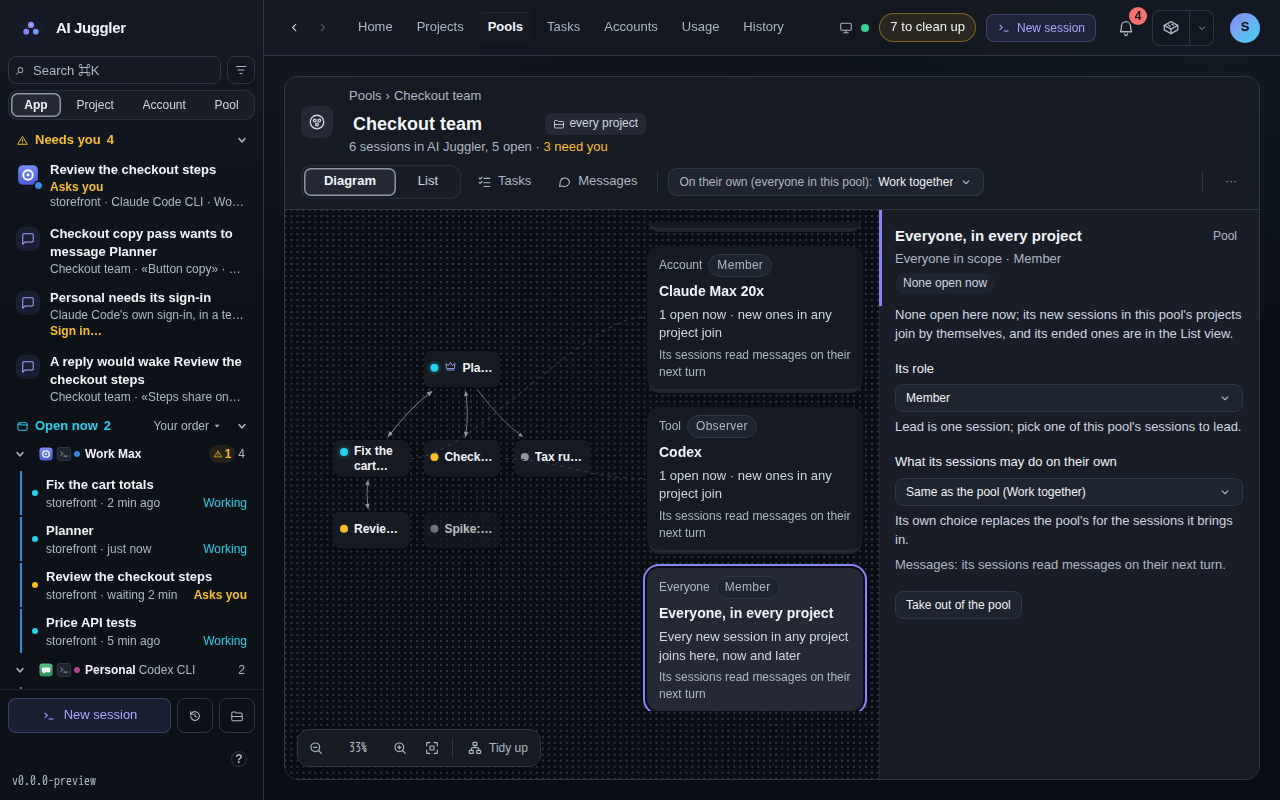 AI Juggler
Search ⌘K
App Project Account Pool
Needs you 4
Review the checkout steps
Asks you
storefront · Claude Code CLI · Wo…
Checkout copy pass wants to
message Planner
Checkout team · «Button copy» · …
Personal needs its sign-in
Claude Code's own sign-in, in a te…
Sign in…
A reply would wake Review the
checkout steps
Checkout team · «Steps share on…
Open now 2 Your order
Work Max 1 4
Fix the cart totals
storefront · 2 min ago Working
Planner
storefront · just now Working
Review the checkout steps
storefront · waiting 2 min Asks you
Price API tests
storefront · 5 min ago Working
Personal Codex CLI 2
New session
?
v0.0.0-preview
Home Projects Pools Tasks Accounts Usage History
7 to clean up
New session
4
S
Pools › Checkout team
Checkout team
every project
6 sessions in AI Juggler, 5 open · 3 need you
Diagram List Tasks Messages
On their own (everyone in this pool): Work together
Pla…
Fix the
cart…
Check…
Tax ru…
Revie…
Spike:…
Account Member
Claude Max 20x
1 open now · new ones in any
project join
Its sessions read messages on their
next turn
Tool Observer
Codex
1 open now · new ones in any
project join
Its sessions read messages on their
next turn
Everyone Member
Everyone, in every project
Every new session in any project
joins here, now and later
Its sessions read messages on their
next turn
33%
Tidy up
Everyone, in every project
Pool
Everyone in scope · Member
None open now
None open here now; its new sessions in this pool's projects
join by themselves, and its ended ones are in the List view.
Its role
Member
Lead is one session; pick one of this pool's sessions to lead.
What its sessions may do on their own
Same as the pool (Work together)
Its own choice replaces the pool's for the sessions it brings
in.
Messages: its sessions read messages on their next turn.
Take out of the pool